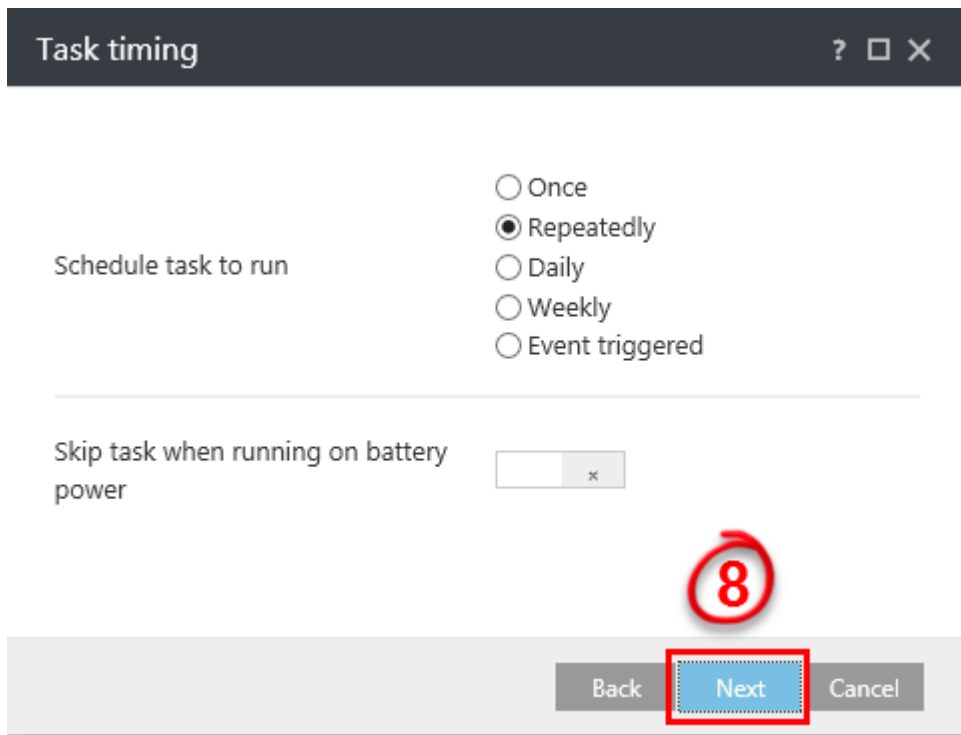 Task timing
?
Once
Repeatedly
Schedule task to run
Daily
Weekly
Event triggered
Skip task when running on battery
power
8
Back
Next
Cancel